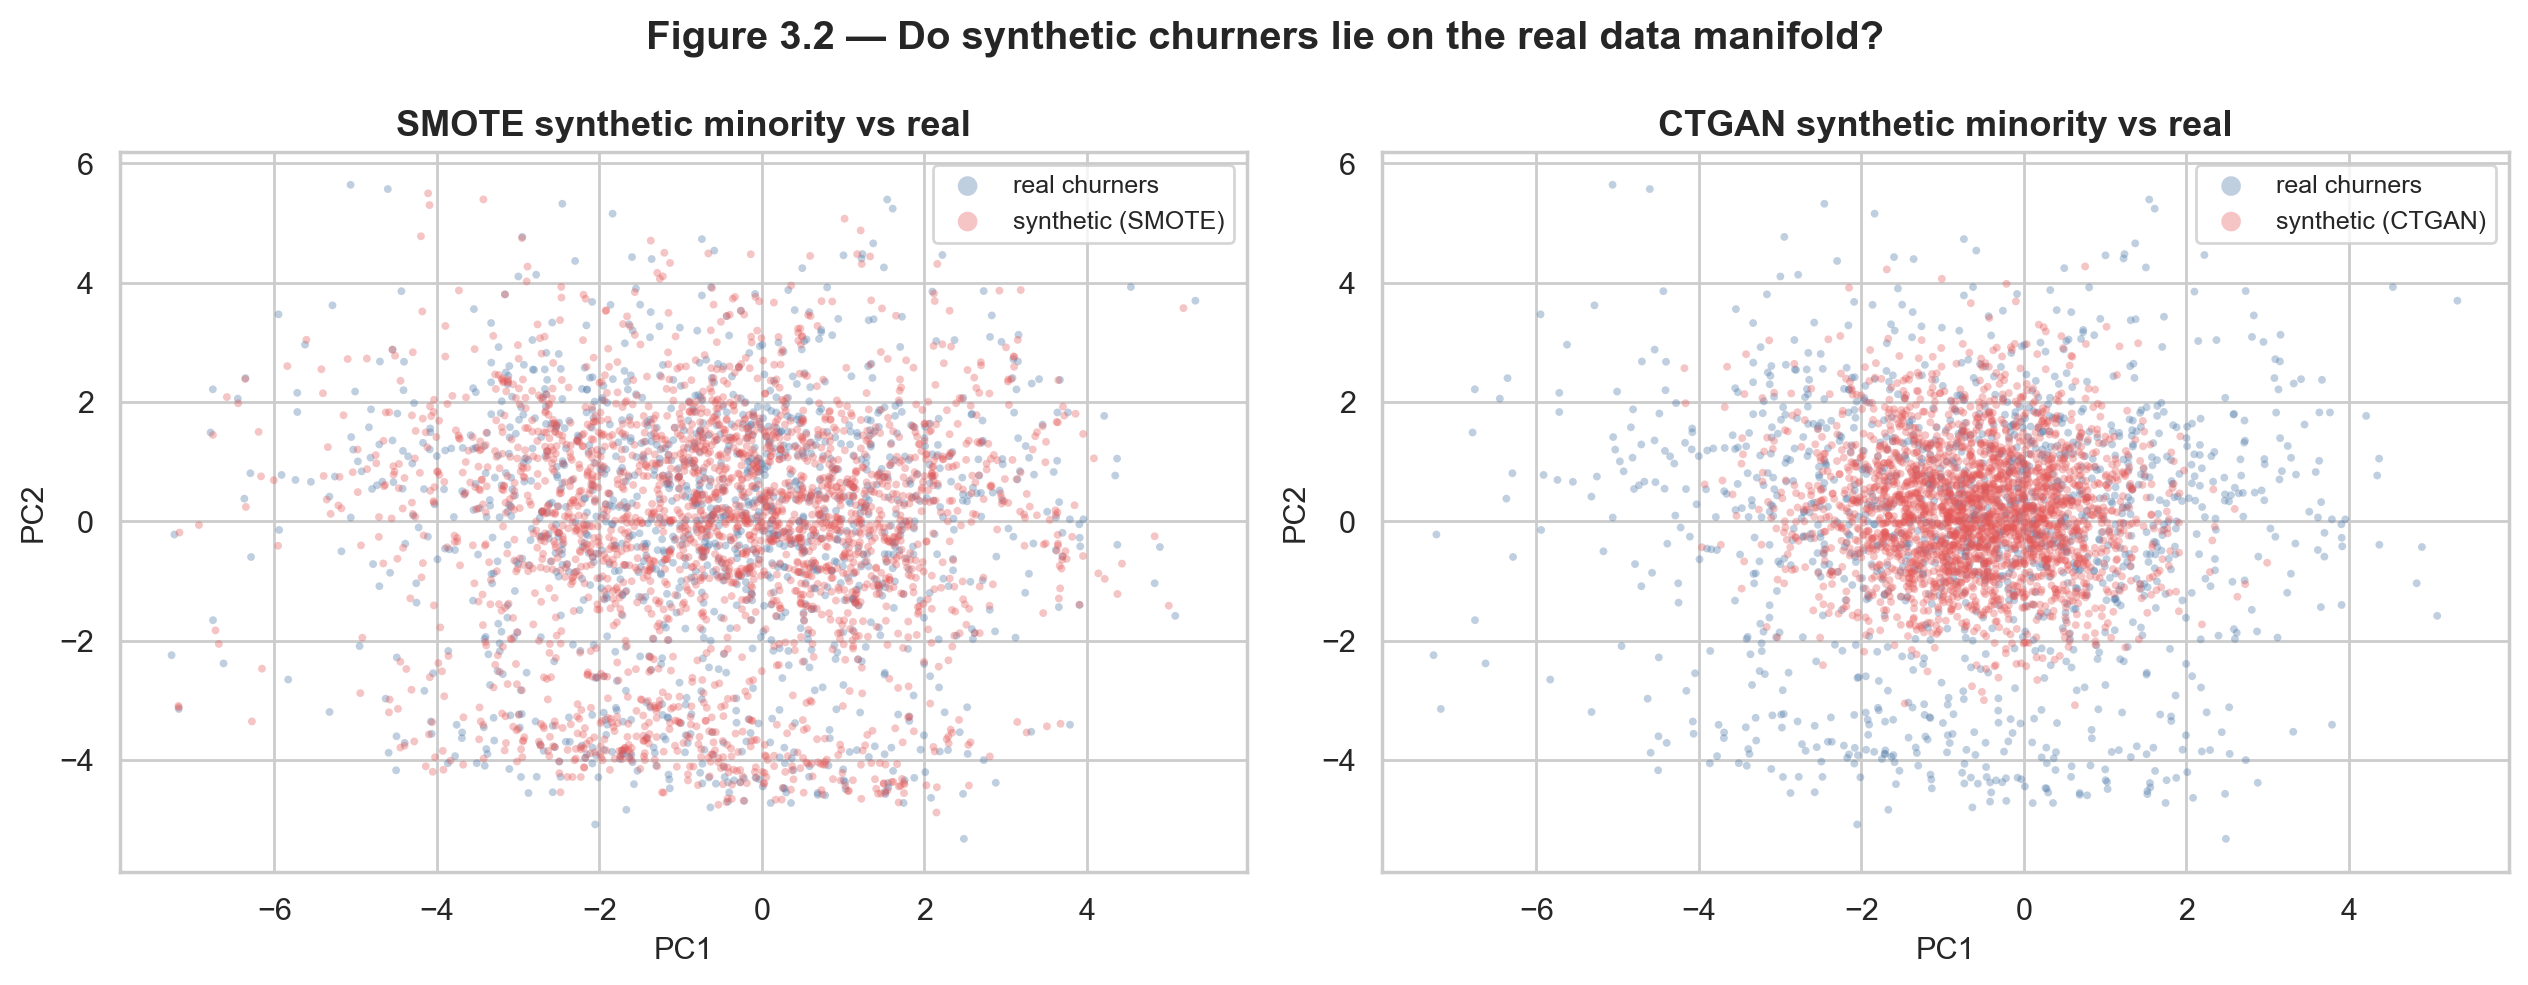 Figure 3.2 — Do synthetic churners lie on the real data manifold?
SMOTE synthetic minority vs real
real churners
synthetic (SMOTE)
6
4
2
0
−2
−4
PC2
−6
−4
−2
0
2
4
PC1
CTGAN synthetic minority vs real
real churners
synthetic (CTGAN)
6
4
2
0
−2
−4
PC2
−6
−4
−2
0
2
4
PC1